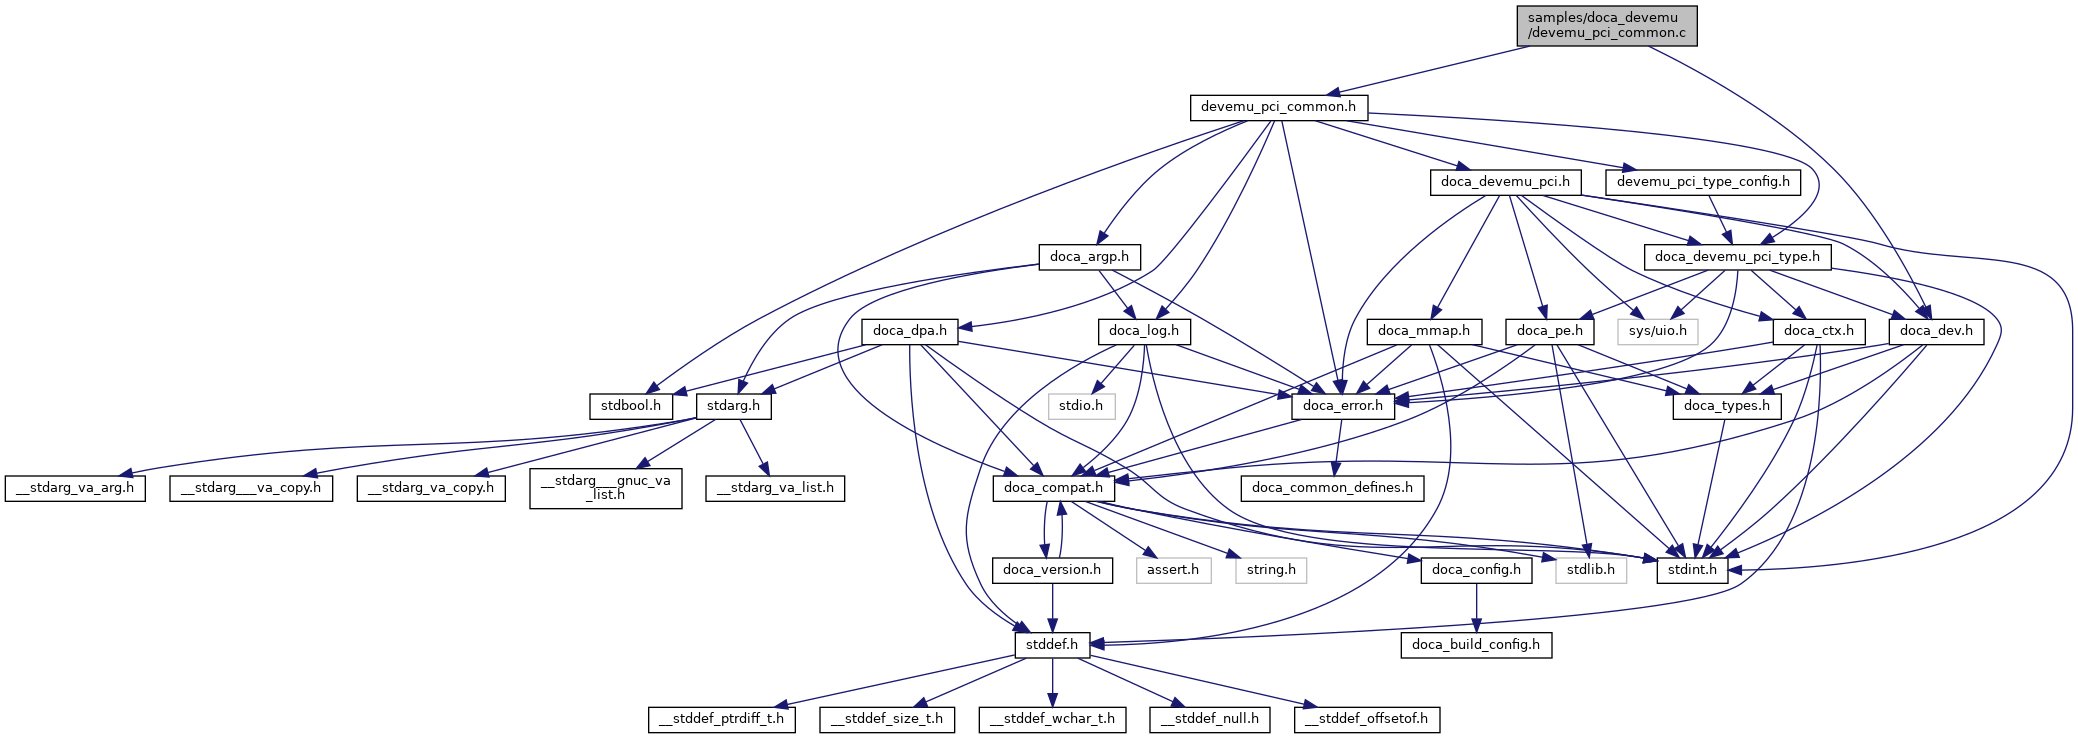 samples/doca_devemu
/devemu_pci_common.c
devemu_pci_common.h
doca_devemu_pci.h
devemu_pci_type_config.h
doca_argp.h
doca_devemu_pci_type.h
doca_dpa.h
doca_log.h
doca_mmap.h
doca_pe.h
sys/uio.h
doca_ctx.h
doca_dev.h
stdbool.h
stdarg.h
stdio.h
doca_error.h
doca_types.h
__stdarg_va_arg.h
__stdarg___va_copy.h
__stdarg_va_copy.h
__stdarg___gnuc_va
_list.h
__stdarg_va_list.h
doca_compat.h
doca_common_defines.h
doca_version.h
assert.h
string.h
doca_config.h
stdlib.h
stdint.h
stddef.h
doca_build_config.h
__stddef_ptrdiff_t.h
__stddef_size_t.h
__stddef_wchar_t.h
__stddef_null.h
__stddef_offsetof.h